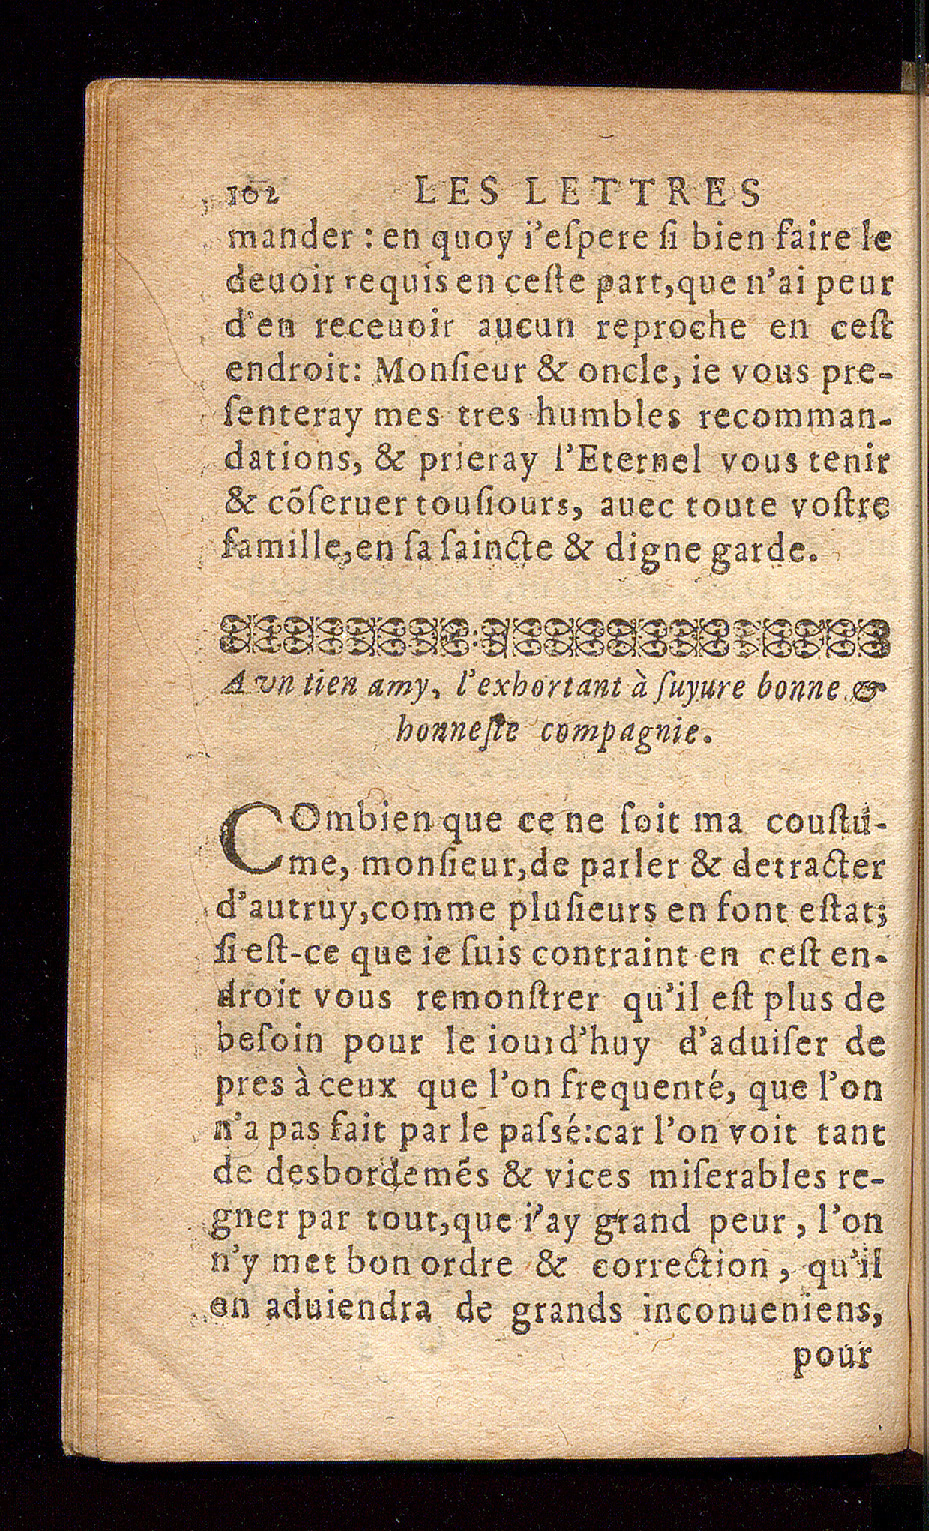 102 LES LETTRES
mander : en quoy i'eſpere ſi bien faire le
deuoir requis en ceſte part, que n'ai peur
d'en receuoir aucun reproche en ceſt
endroit: Monſieur & oncle, ie vous pre-
ſenteray mes tres humbles recomman-
dations, & prieray l'Eternel vous tenir
& cõſeruer touſiours, auec toute voſtre
famille, en ſa ſaincte & digne garde.
A vn tien amy, l'exhortant à ſuyure bonne &
honneſte compagnie.
COmbien que ce ne ſoit ma couſtu-
me, monſieur, de parler & detracter
d'autruy, comme pluſieurs en font eſtat;
ſi eſt-ce que ie ſuis contraint en ceſt en-
droit vous remonſtrer qu'il eſt plus de
beſoin pour le iourd'huy d'aduiſer de
pres à ceux que l'on frequenté, que l'on
n'a pas fait par le paſsé: car l'on voit tant
de desbordemẽs & vices miſerables re-
gner par tout, que i'ay grand peur, l'on
n'y met bon ordre & correction, qu'il
en aduiendra de grands inconueniens,
pour